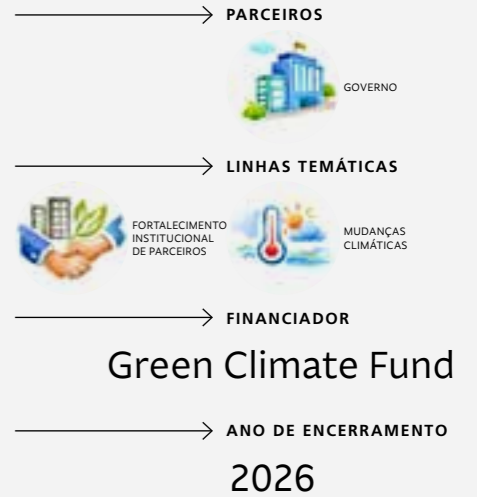 PARCEIROS
GOVERNO
LINHAS TEMÁTICAS
FORTALECIMENTO
INSTITUCIONAL
DE PARCEIROS
MUDANÇAS
CLIMÁTICAS
FINANCIADOR
Green Climate Fund
ANO DE ENCERRAMENTO
2026